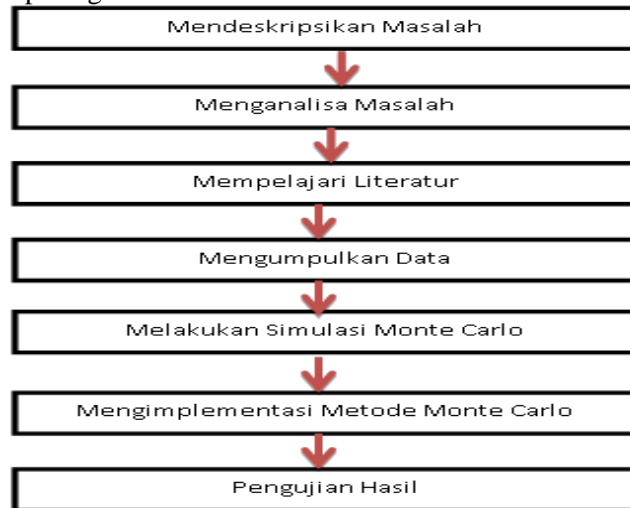 Mendeskripsikan Masalah
Menganalisa Masalah
Mempelajari Literatur
Mengumpulkan Data
Melakukan Simulasi Monte Carlo
Mengimplementasi Metode Monte Carlo
Pengujian Hasil